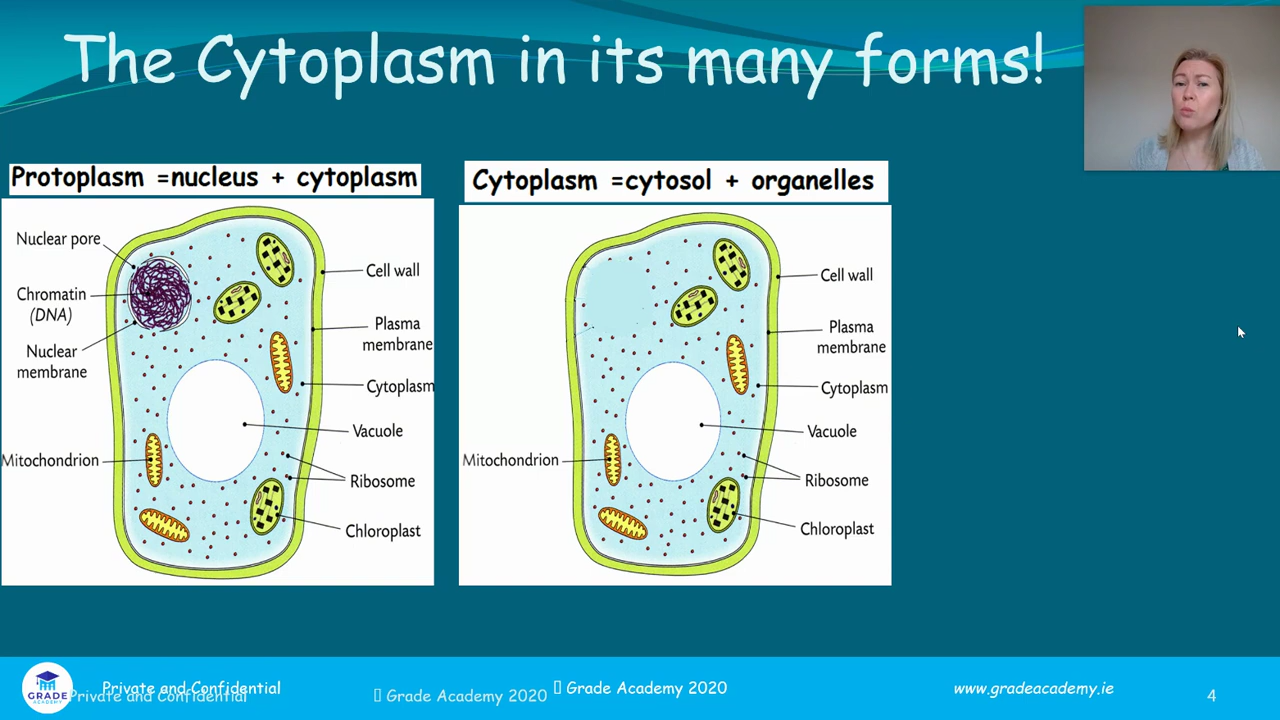 The Cytoplasm in its many forms!
Protoplasm =nucleus + cytoplasm
Nuclear pore
Chromatin
(DNA)
Nuclear
membrane
Mitochondrion
Cell wall
Plasma
membrane
Cytoplasm
Vacuole
Ribosome
Chloroplast
Cytoplasm =cytosol + organelles
Mitochondrion
Cell wall
Plasma
membrane
Cytoplasm
Vacuole
Ribosome
Chloroplast
GRADE
ACADEMY
Private and Confidential
Private and Confidential
Grade Academy 2020
Grade Academy 2020
www.gradeacademy.ie
4